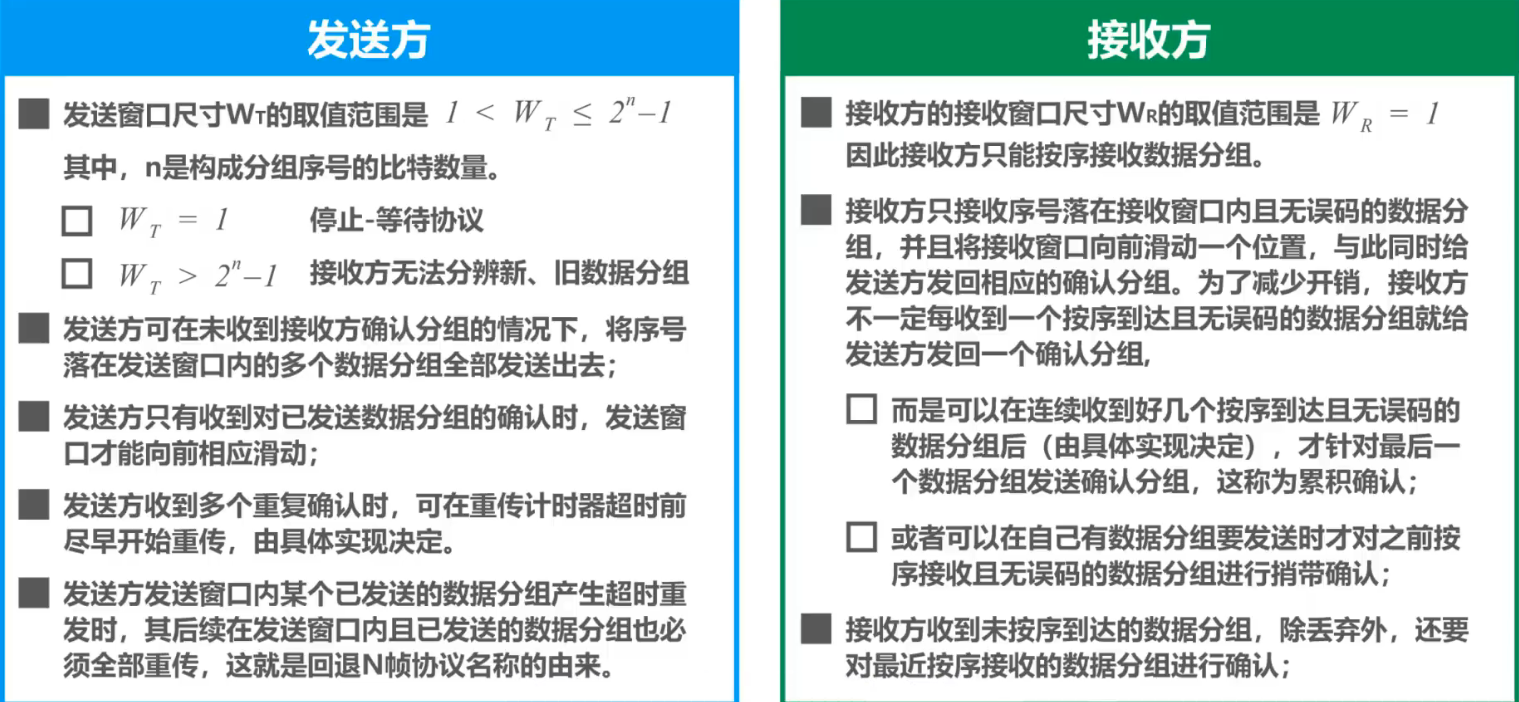 发送方
发送窗口尺寸WT的取值范围是 1 < W_T ≤ 2^n–1
其中，n是构成分组序号的比特数量。
W_T = 1 停止-等待协议
W_T > 2^n–1 接收方无法分辨新、旧数据分组
发送方可在未收到接收方确认分组的情况下，将序号
落在发送窗口内的多个数据分组全部发送出去；
发送方只有收到对已发送数据分组的确认时，发送窗
口才能向前相应滑动；
发送方收到多个重复确认时，可在重传计时器超时前
尽早开始重传，由具体实现决定。
发送方发送窗口内某个已发送的数据分组产生超时重
发时，其后续在发送窗口内且已发送的数据分组也必
须全部重传，这就是回退N帧协议名称的由来。
接收方
接收方的接收窗口尺寸WR的取值范围是 W_R = 1
因此接收方只能按序接收数据分组。
接收方只接收序号落在接收窗口内且无误码的数据分
组，并且将接收窗口向前滑动一个位置，与此同时给
发送方发回相应的确认分组。为了减少开销，接收方
不一定每收到一个按序到达且无误码的数据分组就给
发送方发回一个确认分组,
而是可以在连续收到好几个按序到达且无误码的
数据分组后（由具体实现决定），才针对最后一
个数据分组发送确认分组，这称为累积确认；
或者可以在自己有数据分组要发送时才对之前按
序接收且无误码的数据分组进行捎带确认；
接收方收到未按序到达的数据分组，除丢弃外，还要
对最近按序接收的数据分组进行确认；